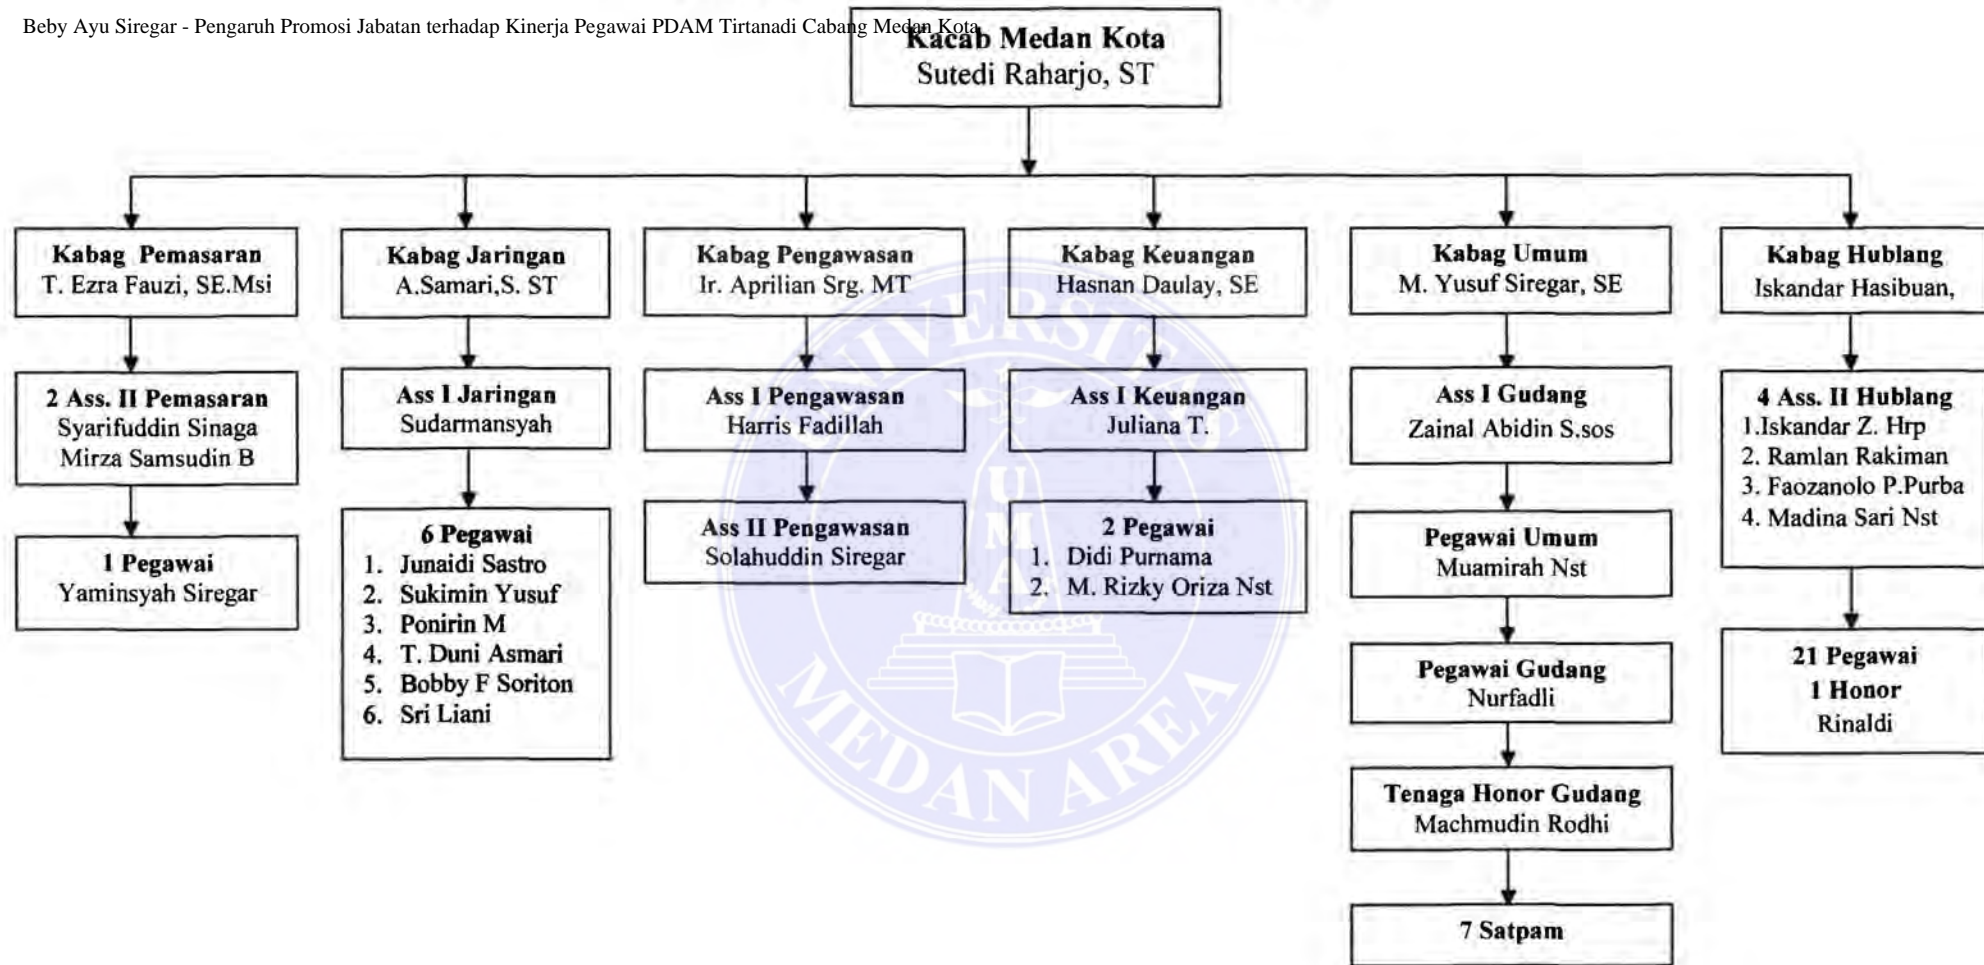 Beby Ayu Siregar - Pengaruh Promosi Jabatan terhadap Kinerja Pegawai PDAM Tirtanadi Cabang Medan Kota
Kacab Medan Kota
Sutedi Raharjo, ST
Kabag Pemasaran
T. Ezra Fauzi, SE.Msi
2 Ass. II Pemasaran
Syarifuddin Sinaga
Mirza Samsudin B
1 Pegawai
Yaminsyah Siregar
Kabag Jaringan
A.Samari,S. ST
Ass I Jaringan
Sudarmansyah
6 Pegawai
1. Junaidi Sastro
2. Sukimin Yusuf
3. Ponirin M
4. T. Duni Asmari
5. Bobby F Soriton
6. Sri Liani
Kabag Pengawasan
Ir. Aprilian Srg. MT
Ass I Pengawasan
Harris Fadillah
Ass II Pengawasan
Solahuddin Siregar
Kabag Keuangan
Hasnan Daulay, SE
Ass I Keuangan
Juliana T.
2 Pegawai
1. Didi Purnama
2. M. Rizky Oriza Nst
Kabag Umum
M. Yusuf Siregar, SE
Ass I Gudang
Zainal Abidin S.sos
Pegawai Umum
Muamirah Nst
Pegawai Gudang
Nurfadli
Tenaga Honor Gudang
Machmudin Rodhi
7 Satpam
Kabag Hublang
Iskandar Hasibuan,
4 Ass. II Hublang
1.Iskandar Z. Hrp
2. Ramlan Rakiman
3. Faozanolo P.Purba
4. Madina Sari Nst
21 Pegawai
1 Honor
Rinaldi
UNIVERSITAS
UMA
MEDAN AREA